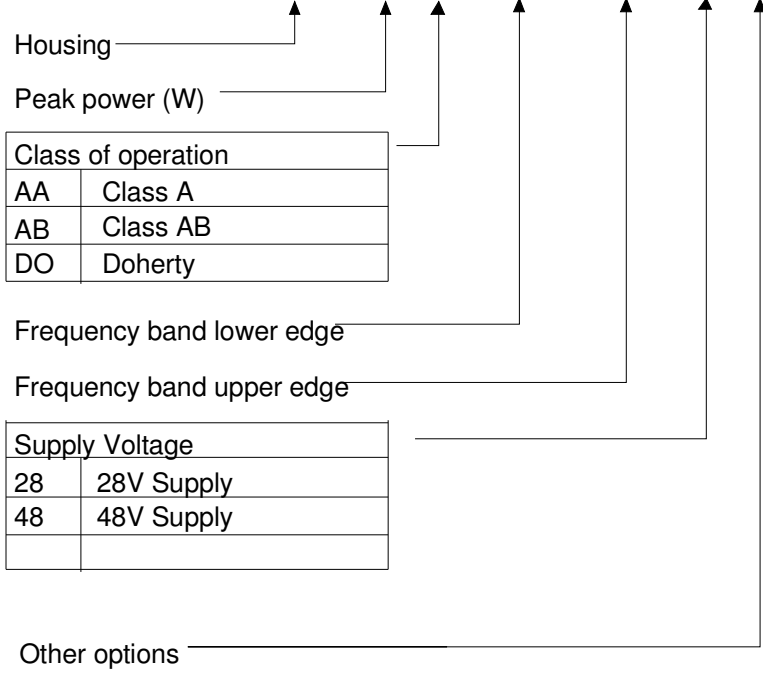 Housing
Peak power (W)
Class of operation
AA Class A
AB Class AB
DO Doherty
Frequency band lower edge
Frequency band upper edge
Supply Voltage
28 28V Supply
48 48V Supply
Other options